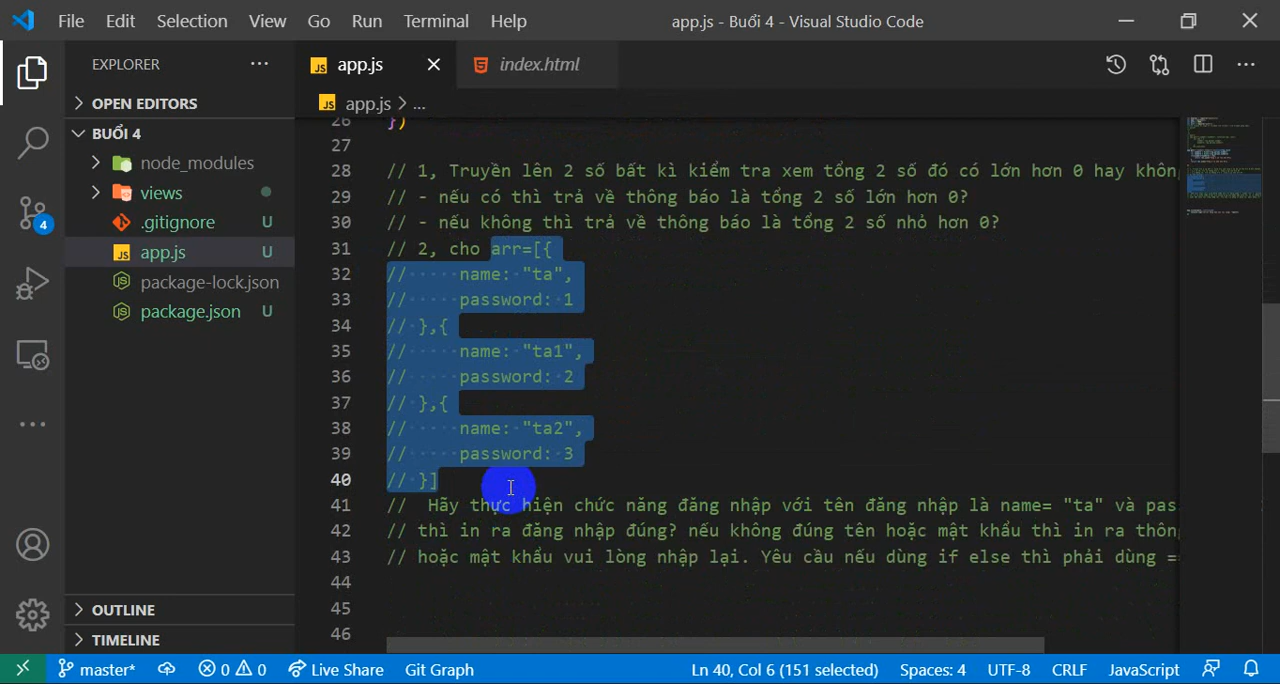 File Edit Selection View Go Run Terminal Help app.js - Buổi 4 - Visual Studio Code
EXPLORER ...
OPEN EDITORS
BUỔI 4
node_modules
views
.gitignore U
app.js U
package-lock.json
package.json U
OUTLINE
TIMELINE
4
JS app.js
5 index.html
JS app.js > ...
26 })
27
28 // 1, Truyền lên 2 số bất kì kiểm tra xem tổng 2 số đó có lớn hơn 0 hay không
29 // - nếu có thì trả về thông báo là tổng 2 số lớn hơn 0?
30 // - nếu không thì trả về thông báo là tổng 2 số nhỏ hơn 0?
31 // 2, cho arr=[{
32 // name: "ta",
33 // password: 1
34 // },{
35 // name: "ta1",
36 // password: 2
37 // },{
38 // name: "ta2",
39 // password: 3
40 // }]
41 // Hãy thực hiện chức năng đăng nhập với tên đăng nhập là name= "ta" và pas
42 // thì in ra đăng nhập đúng? nếu không đúng tên hoặc mật khẩu thì in ra thôn
43 // hoặc mật khẩu vui lòng nhập lại. Yêu cầu nếu dùng if else thì phải dùng =
44
45
46
master* 0 0 Live Share Git Graph Ln 40, Col 6 (151 selected) Spaces: 4 UTF-8 CRLF JavaScript